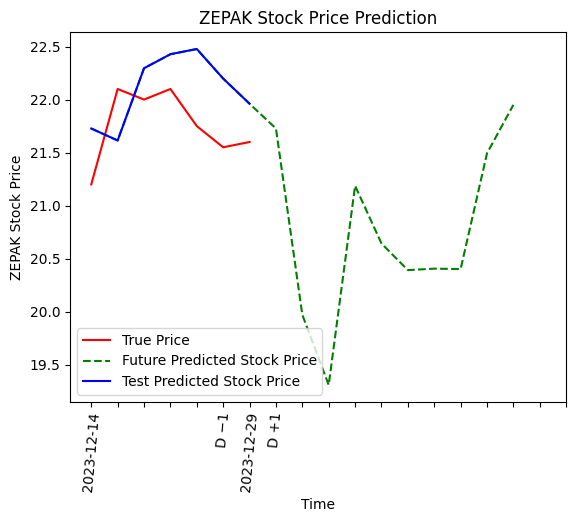 ZEPAK Stock Price Prediction
22.5
22.0
21.5
21.0
20.5
20.0
19.5
ZEPAK Stock Price
True Price
Future Predicted Stock Price
Test Predicted Stock Price
2023-12-14
D −1
2023-12-29
D +1
Time